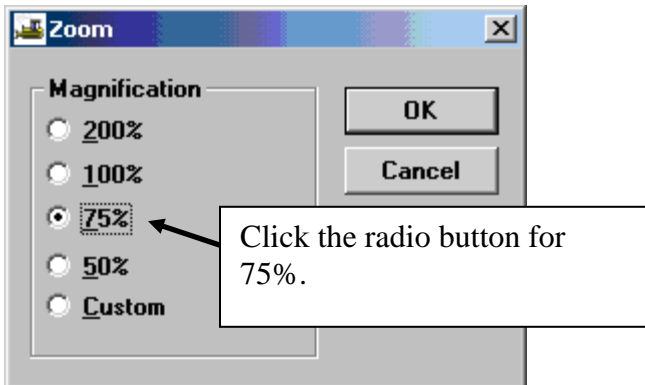 Zoom
Magnification
200%
100%
75%
50%
Custom
OK
Cancel
Click the radio button for
75%.